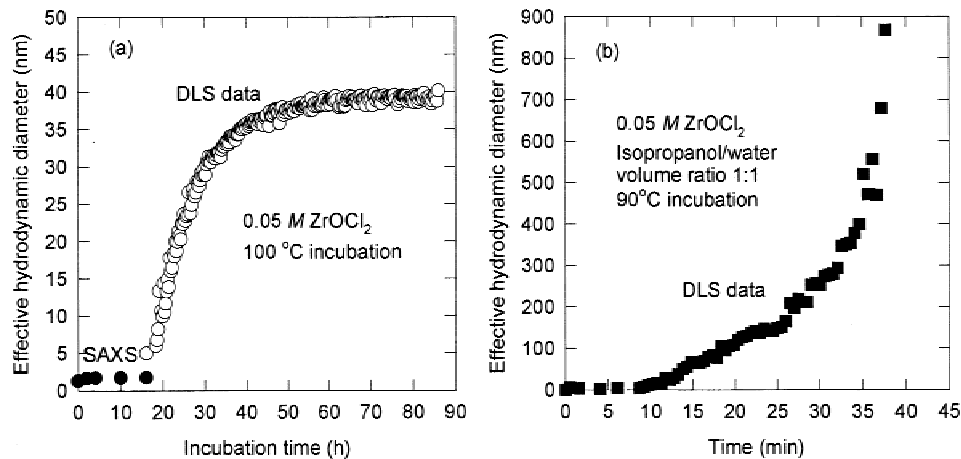 (a)
DLS data
0.05 M ZrOCl₂
100 °C incubation
SAXS
Effective hydrodynamic diameter (nm)
50
45
40
35
30
25
20
15
10
5
0
0 10 20 30 40 50 60 70 80 90
Incubation time (h)
(b)
0.05 M ZrOCl₂
Isopropanol/water
volume ratio 1:1
90°C incubation
DLS data
Effective hydrodynamic diameter (nm)
900
800
700
600
500
400
300
200
100
0
0 5 10 15 20 25 30 35 40 45
Time (min)